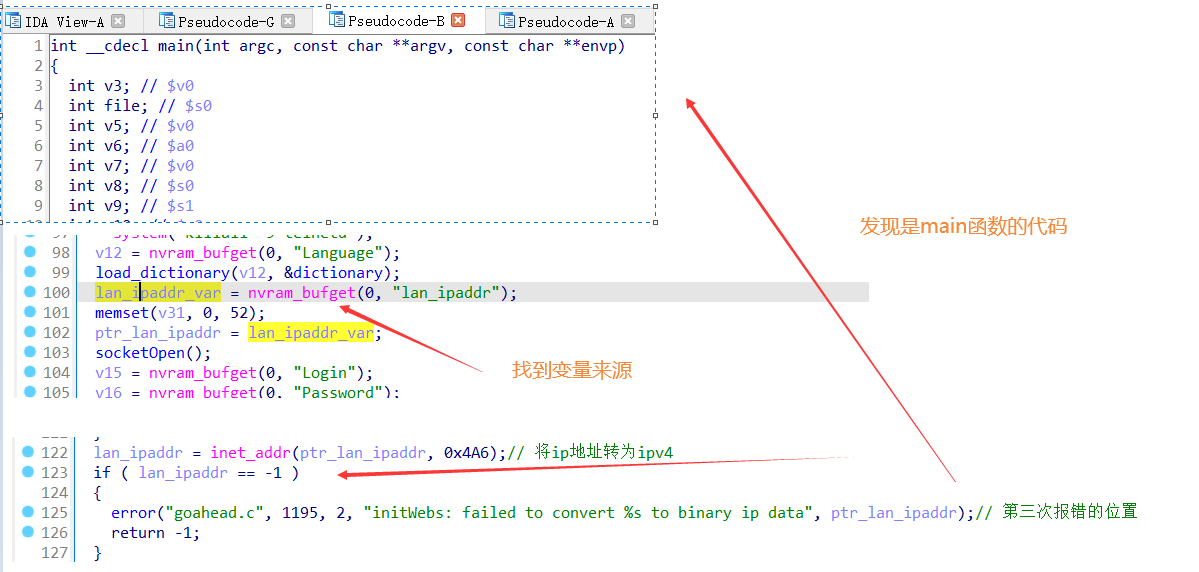 IDA View-A Pseudocode-G Pseudocode-B Pseudocode-A
1 int __cdecl main(int argc, const char **argv, const char **envp)
2 {
3 int v3; // $v0
4 int file; // $s0
5 int v5; // $v0
6 int v6; // $a0
7 int v7; // $v0
8 int v8; // $s0
9 int v9; // $s1
发现是main函数的代码
98 v12 = nvram_bufget(0, "Language");
99 load_dictionary(v12, &dictionary);
100 lan_ipaddr_var = nvram_bufget(0, "lan_ipaddr");
101 memset(v31, 0, 52);
102 ptr_lan_ipaddr = lan_ipaddr_var;
103 socketOpen();
104 v15 = nvram_bufget(0, "Login");
105 v16 = nvram_bufget(0, "Password");
找到变量来源
122 lan_ipaddr = inet_addr(ptr_lan_ipaddr, 0x4A6);// 将ip地址转为ipv4
123 if ( lan_ipaddr == -1 )
124 {
125 error("goahead.c", 1195, 2, "initWebs: failed to convert %s to binary ip data", ptr_lan_ipaddr);// 第三次报错的位置
126 return -1;
127 }